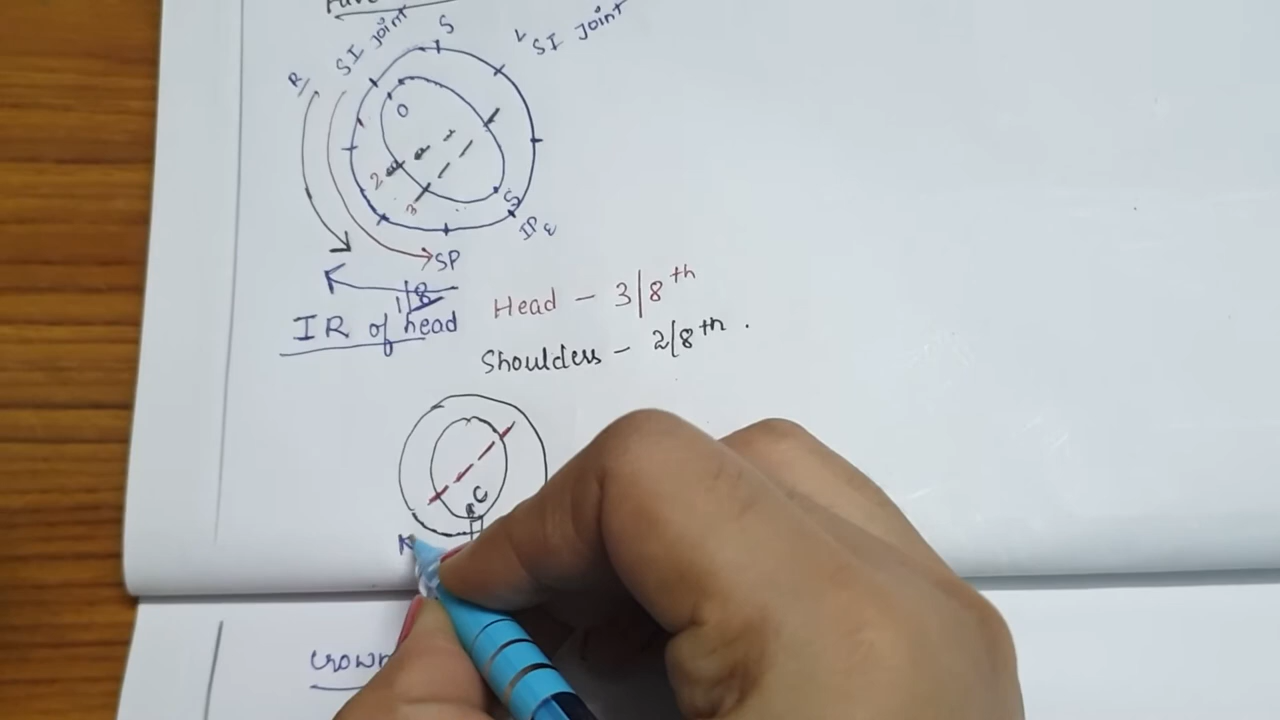 R
SI joint
S
L
SI joint
O
2
3
S
IPE
SP
1/8
IR of head
Head - 3/8th
Shoulders - 2/8th.
C
Crown